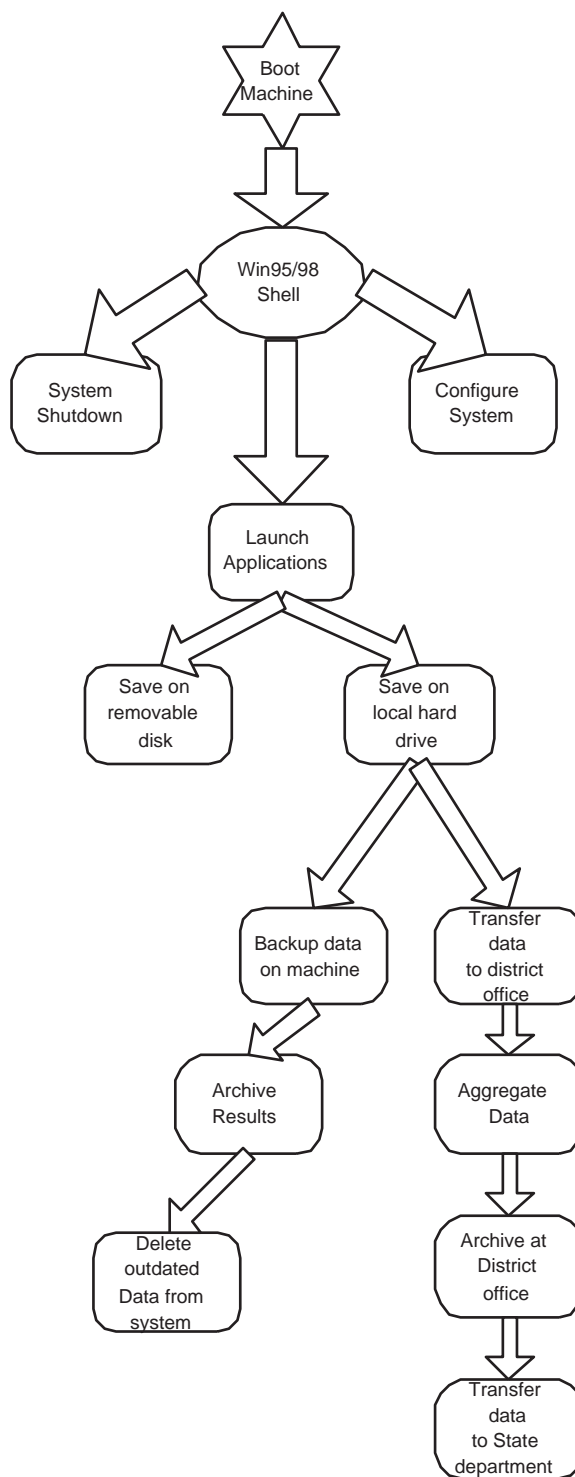 Boot
Machine
Win95/98
Shell
System
Shutdown
Configure
System
Launch
Applications
Save on
removable
disk
Save on
local hard
drive
Backup data
on machine
Transfer
data
to district
office
Archive
Results
Aggregate
Data
Delete
outdated
Data from
system
Archive at
District
office
Transfer
data
to State
department